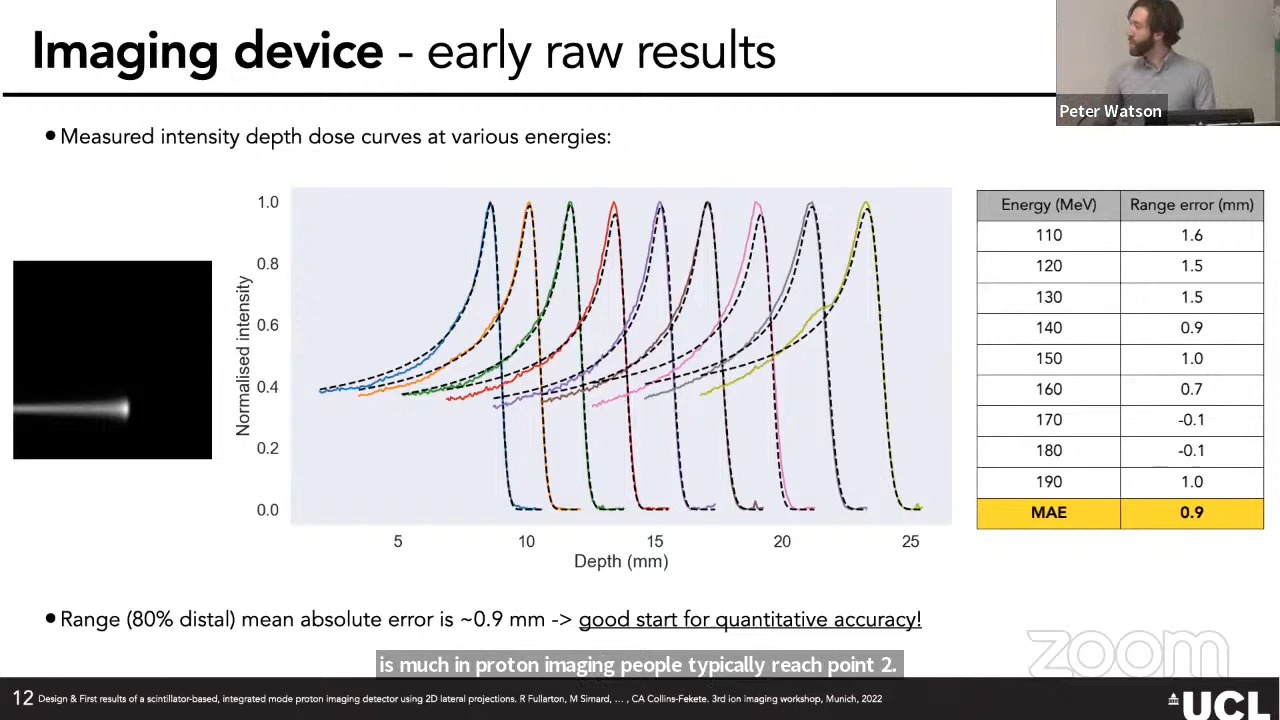 Imaging device - early raw results
Peter Watson
•Measured intensity depth dose curves at various energies:
1.0
0.8
0.6
0.4
0.2
0.0
Normalised intensity
5 10 15 20 25
Depth (mm)
Energy (MeV) Range error (mm)
110 1.6
120 1.5
130 1.5
140 0.9
150 1.0
160 0.7
170 -0.1
180 -0.1
190 1.0
MAE 0.9
•Range (80% distal) mean absolute error is ~0.9 mm -> good start for quantitative accuracy!
zoom
is much in proton imaging people typically reach point 2.
12 Design & First results of a scintillator-based, integrated mode proton imaging detector using 2D lateral projections. R Fullarton, M Simard, ... , CA Collins-Fekete. 3rd ion imaging workshop, Munich, 2022
UCL